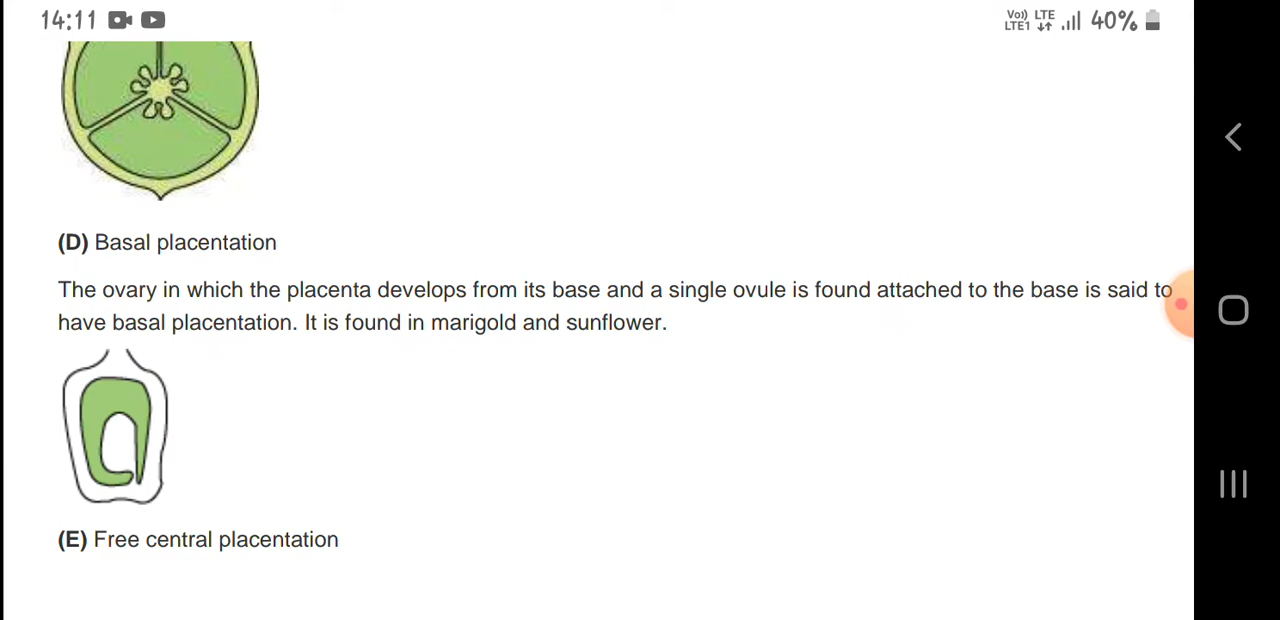 14:11
Vo)) LTE
LTE1
40%
(D) Basal placentation
The ovary in which the placenta develops from its base and a single ovule is found attached to the base is said to
have basal placentation. It is found in marigold and sunflower.
(E) Free central placentation